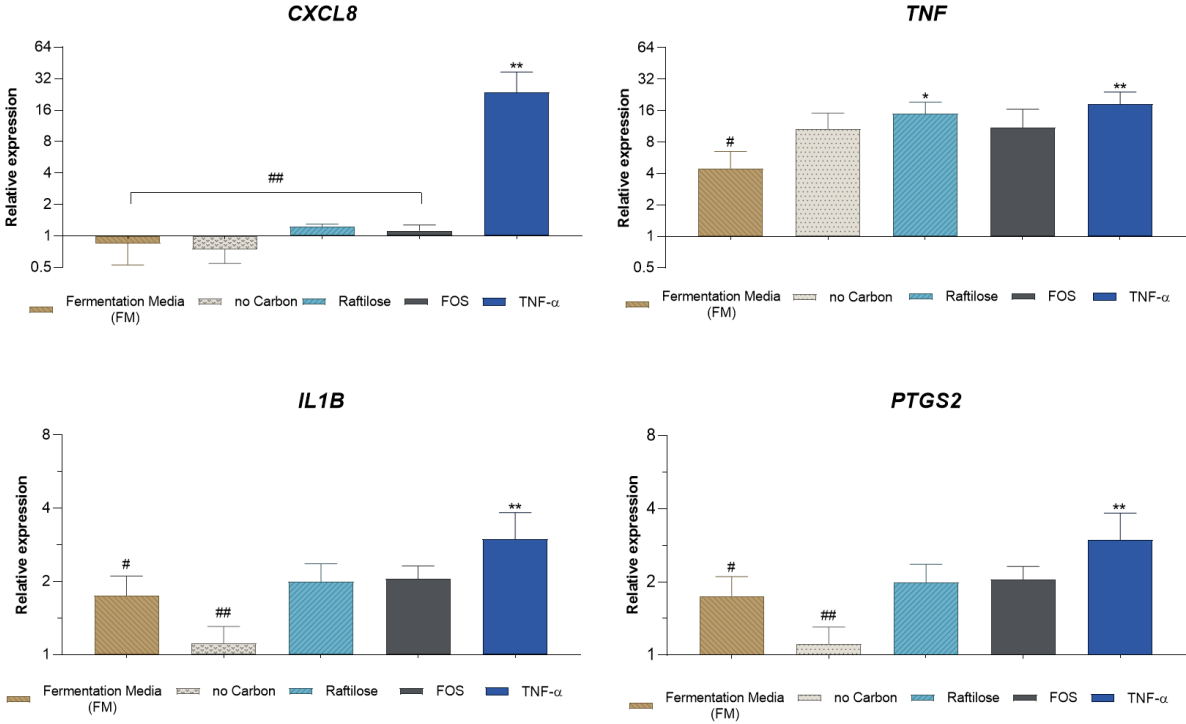 CXCL8
Relative expression
64
32
16
8
4
2
1
0.5
##
**
Fermentation Media
(FM)
no Carbon
Raftilose
FOS
TNF-α
TNF
Relative expression
64
32
16
8
4
2
1
0.5
#
*
**
Fermentation Media
(FM)
no Carbon
Raftilose
FOS
TNF-α
IL1B
Relative expression
8
4
2
1
#
##
**
Fermentation Media
(FM)
no Carbon
Raftilose
FOS
TNF-α
PTGS2
Relative expression
8
4
2
1
#
##
**
Fermentation Media
(FM)
no Carbon
Raftilose
FOS
TNF-α